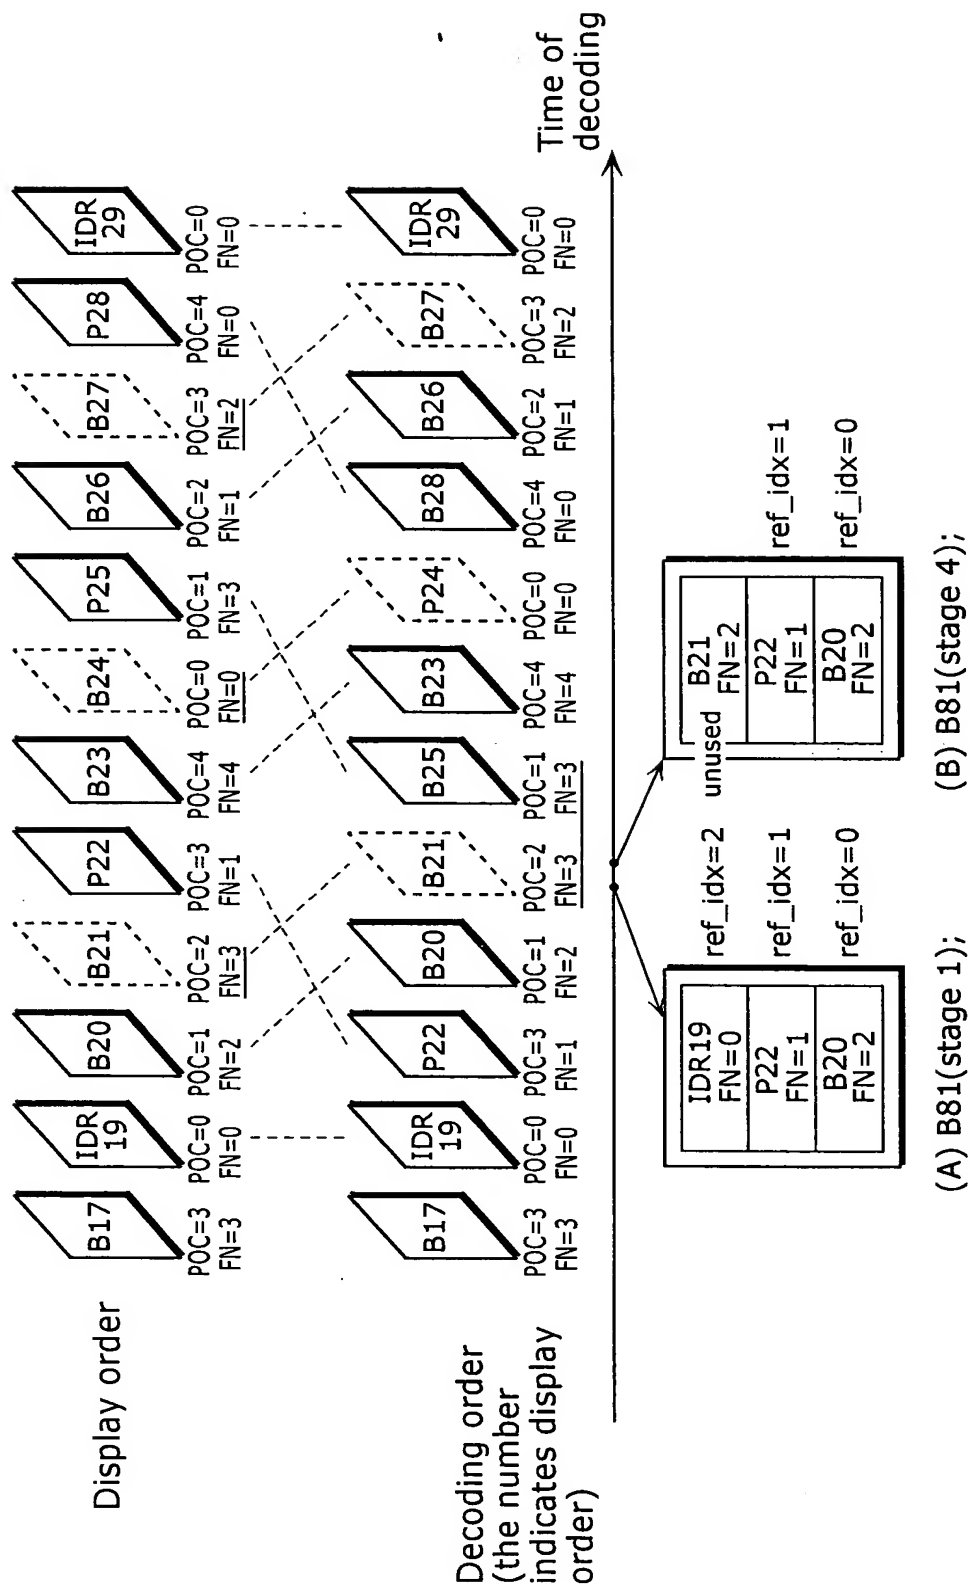 Display order
B17
POC=3
FN=3
IDR
19
POC=0
FN=0
B20
POC=1
FN=2
B21
POC=2
FN=3
P22
POC=3
FN=1
B23
POC=4
FN=4
B24
POC=0
FN=0
P25
POC=1
FN=3
B26
POC=2
FN=1
B27
POC=3
FN=2
P28
POC=4
FN=0
IDR
29
POC=0
FN=0
Decoding order
(the number
indicates display
order)
B17
POC=3
FN=3
IDR
19
POC=0
FN=0
P22
POC=3
FN=1
B20
POC=1
FN=2
B21
POC=2
FN=3
B25
POC=1
FN=3
B23
POC=4
FN=4
P24
POC=0
FN=0
B28
POC=4
FN=0
B26
POC=2
FN=1
B27
POC=3
FN=2
IDR
29
POC=0
FN=0
Time of
decoding
IDR19
FN=0
ref_idx=2
P22
FN=1
ref_idx=1
B20
FN=2
ref_idx=0
(A) B81(stage 1);
unused
B21
FN=2
P22
FN=1
ref_idx=1
B20
FN=2
ref_idx=0
(B) B81(stage 4);